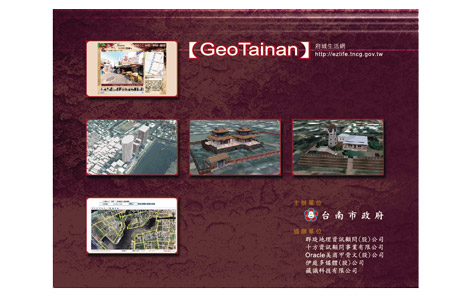 【GeoTainan】
府城生活網
http://ezlife.tncg.gov.tw
主辦單位
台南市政府
協辦單位
群琁地理資訊顧問(股)公司
十方資訊顧問事業有限公司
Oracle美商甲骨文(股)公司
伊庭多媒體(股)公司
藏識科技有限公司